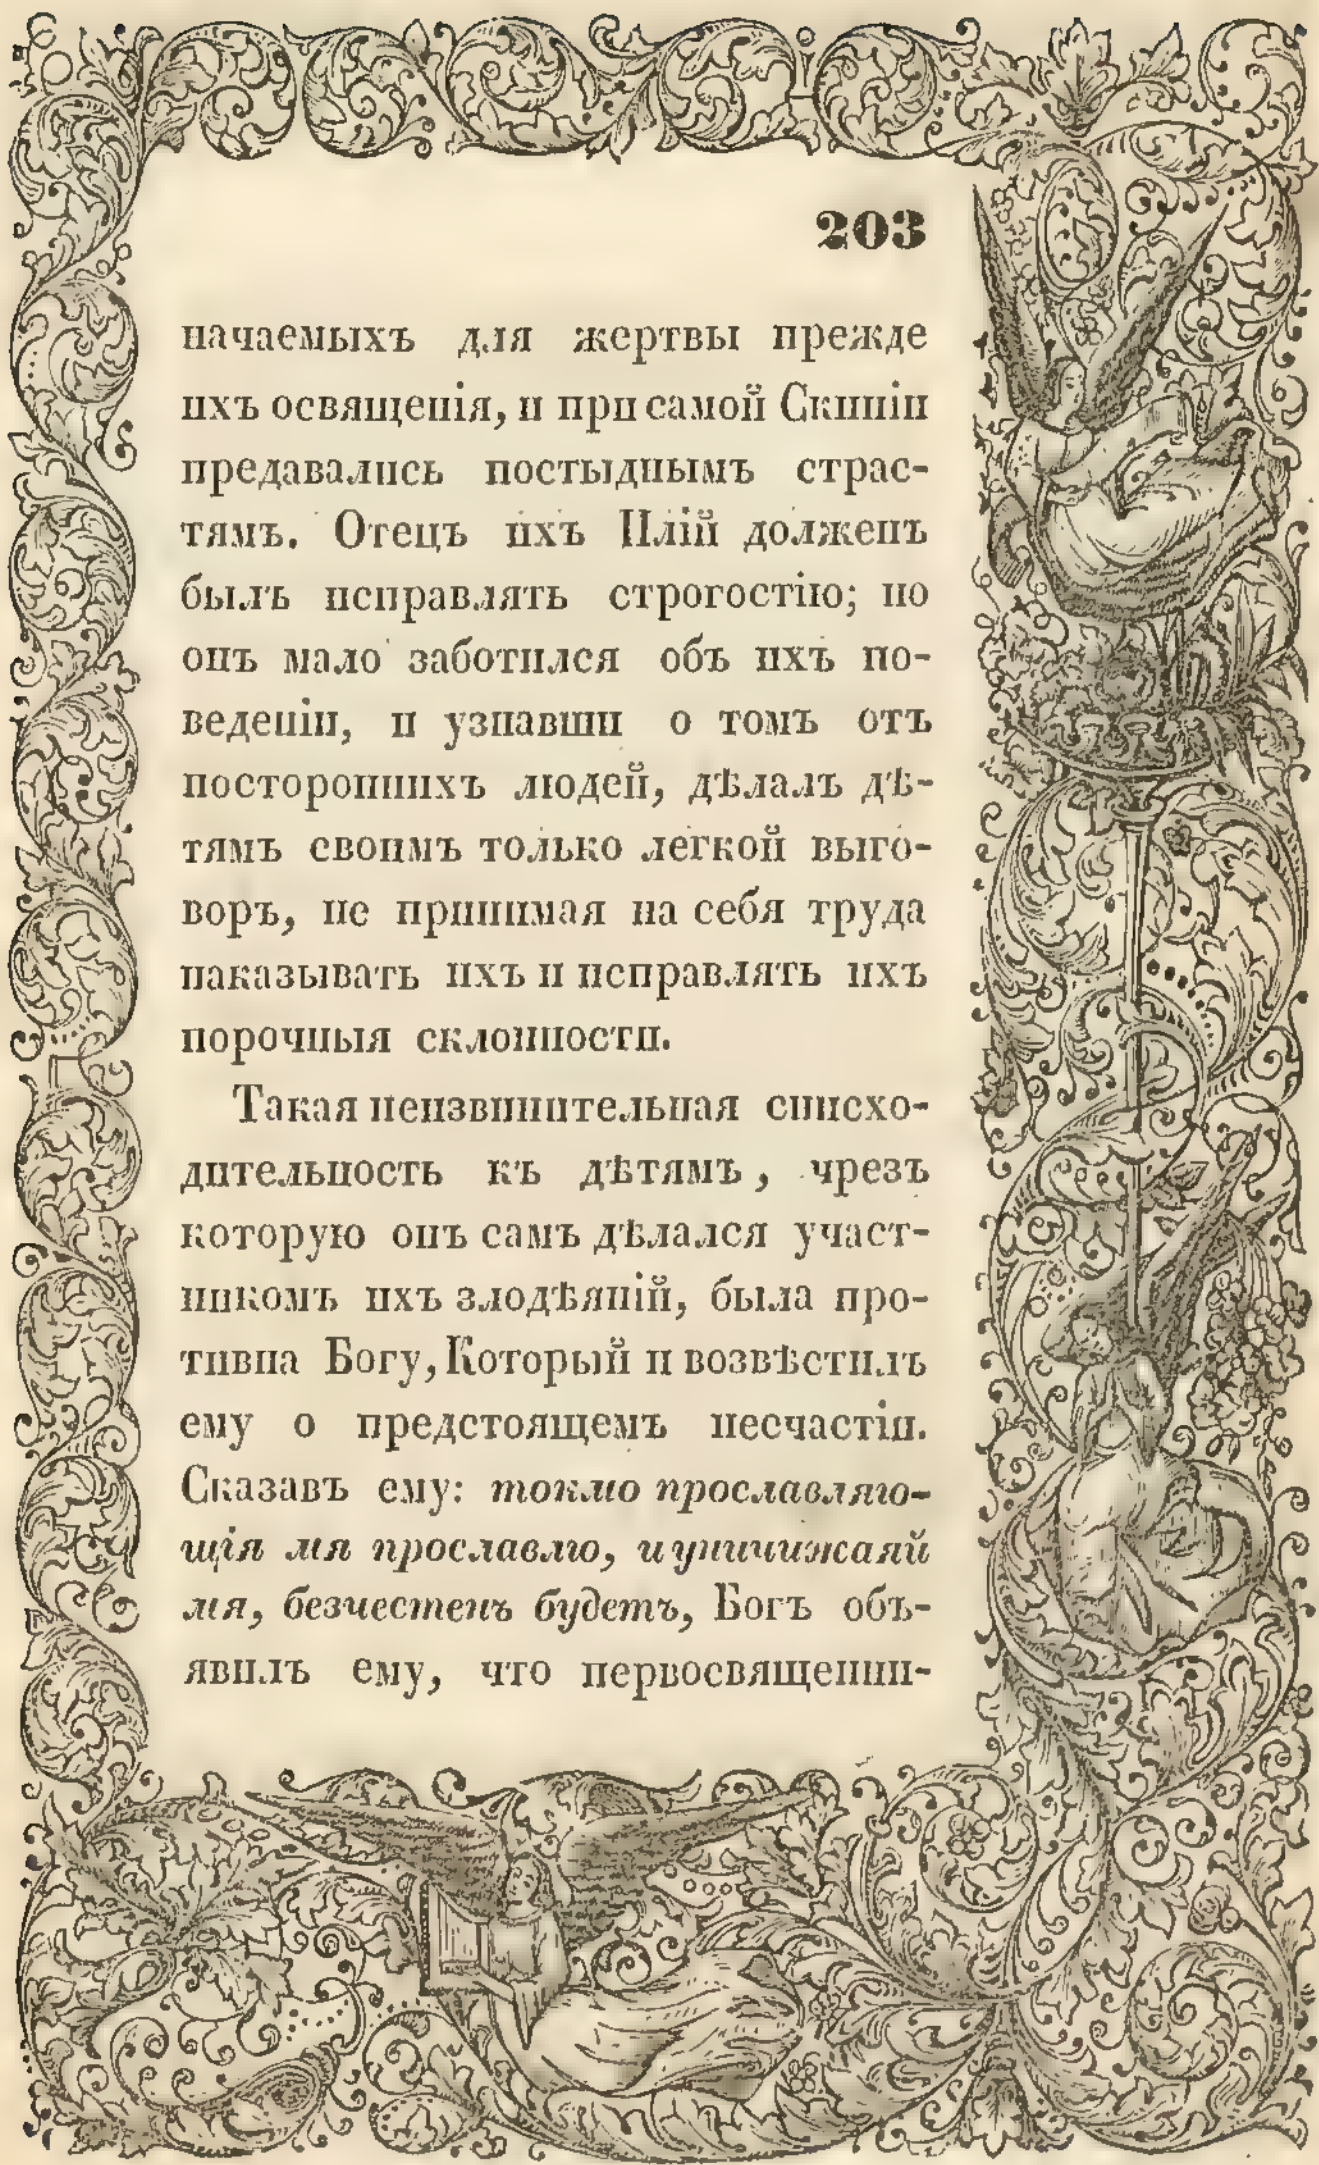 203
начаемыхъ для жертвы прежде
ихъ освященія, и при самой Скиніи
предавались постыднымъ страс-
тямъ. Отецъ ихъ Илій долженъ
былъ исправлять строгостію; но
онъ мало заботился объ ихъ по-
веденіи, и узнавши о томъ отъ
постороннихъ людей, дѣлалъ дѣ-
тямъ своимъ только легкой выго-
воръ, не принимая на себя труда
наказывать ихъ и исправлять ихъ
порочныя склонности.
Такая неизвинительная снисхо-
дительность къ дѣтямъ, чрезъ
которую онъ самъ дѣлался участ-
никомъ ихъ злодѣяній, была про-
тивна Богу, Который и возвѣстилъ
ему о предстоящемъ несчастіи.
Сказавъ ему: токмо прославляю-
щія мя прославлю, и уничижаяй
мя, безчестенъ будетъ, Богъ объ-
явилъ ему, что первосвященни-